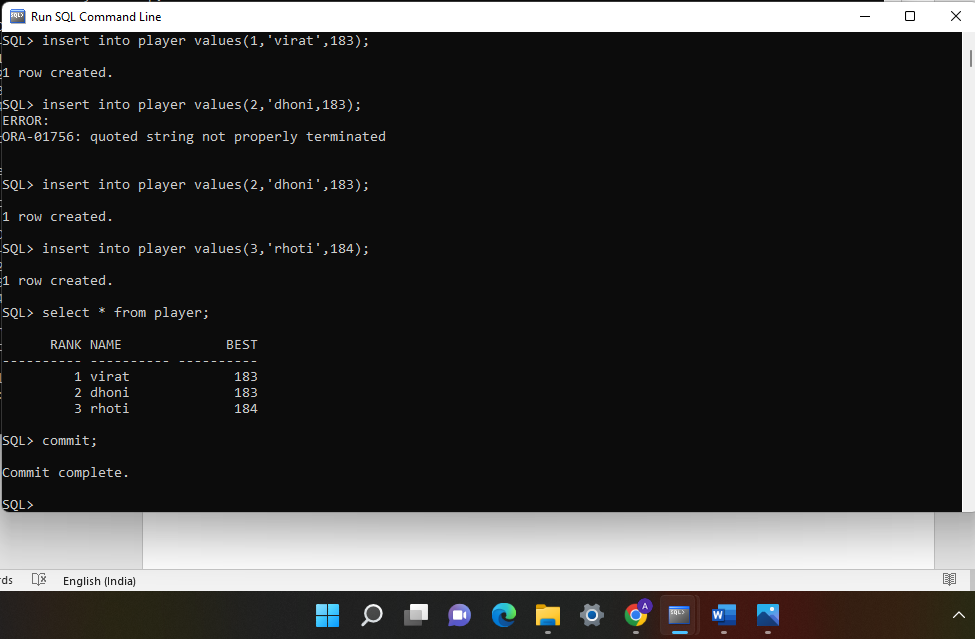 Run SQL Command Line
SQL> insert into player values(1,'virat',183);
1 row created.
SQL> insert into player values(2,'dhoni,183);
ERROR:
ORA-01756: quoted string not properly terminated
SQL> insert into player values(2,'dhoni',183);
1 row created.
SQL> insert into player values(3,'rhoti',184);
1 row created.
SQL> select * from player;
RANK NAME BEST
---------- ---------- ----------
1 virat 183
2 dhoni 183
3 rhoti 184
SQL> commit;
Commit complete.
SQL>
English (India)